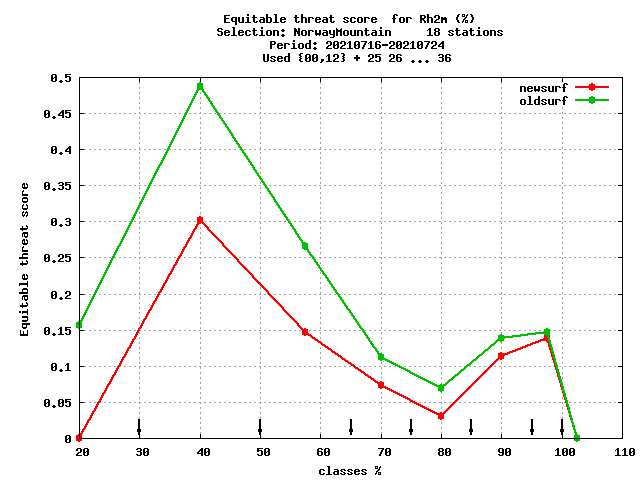 Equitable threat score  for Rh2m (%)
Selection: NorwayMountain     18 stations
Period: 20210716-20210724
Used {00,12} + 25 26 ... 36
newsurf
oldsurf
Equitable threat score
0.5
0.45
0.4
0.35
0.3
0.25
0.2
0.15
0.1
0.05
0
20 30 40 50 60 70 80 90 100 110
classes %